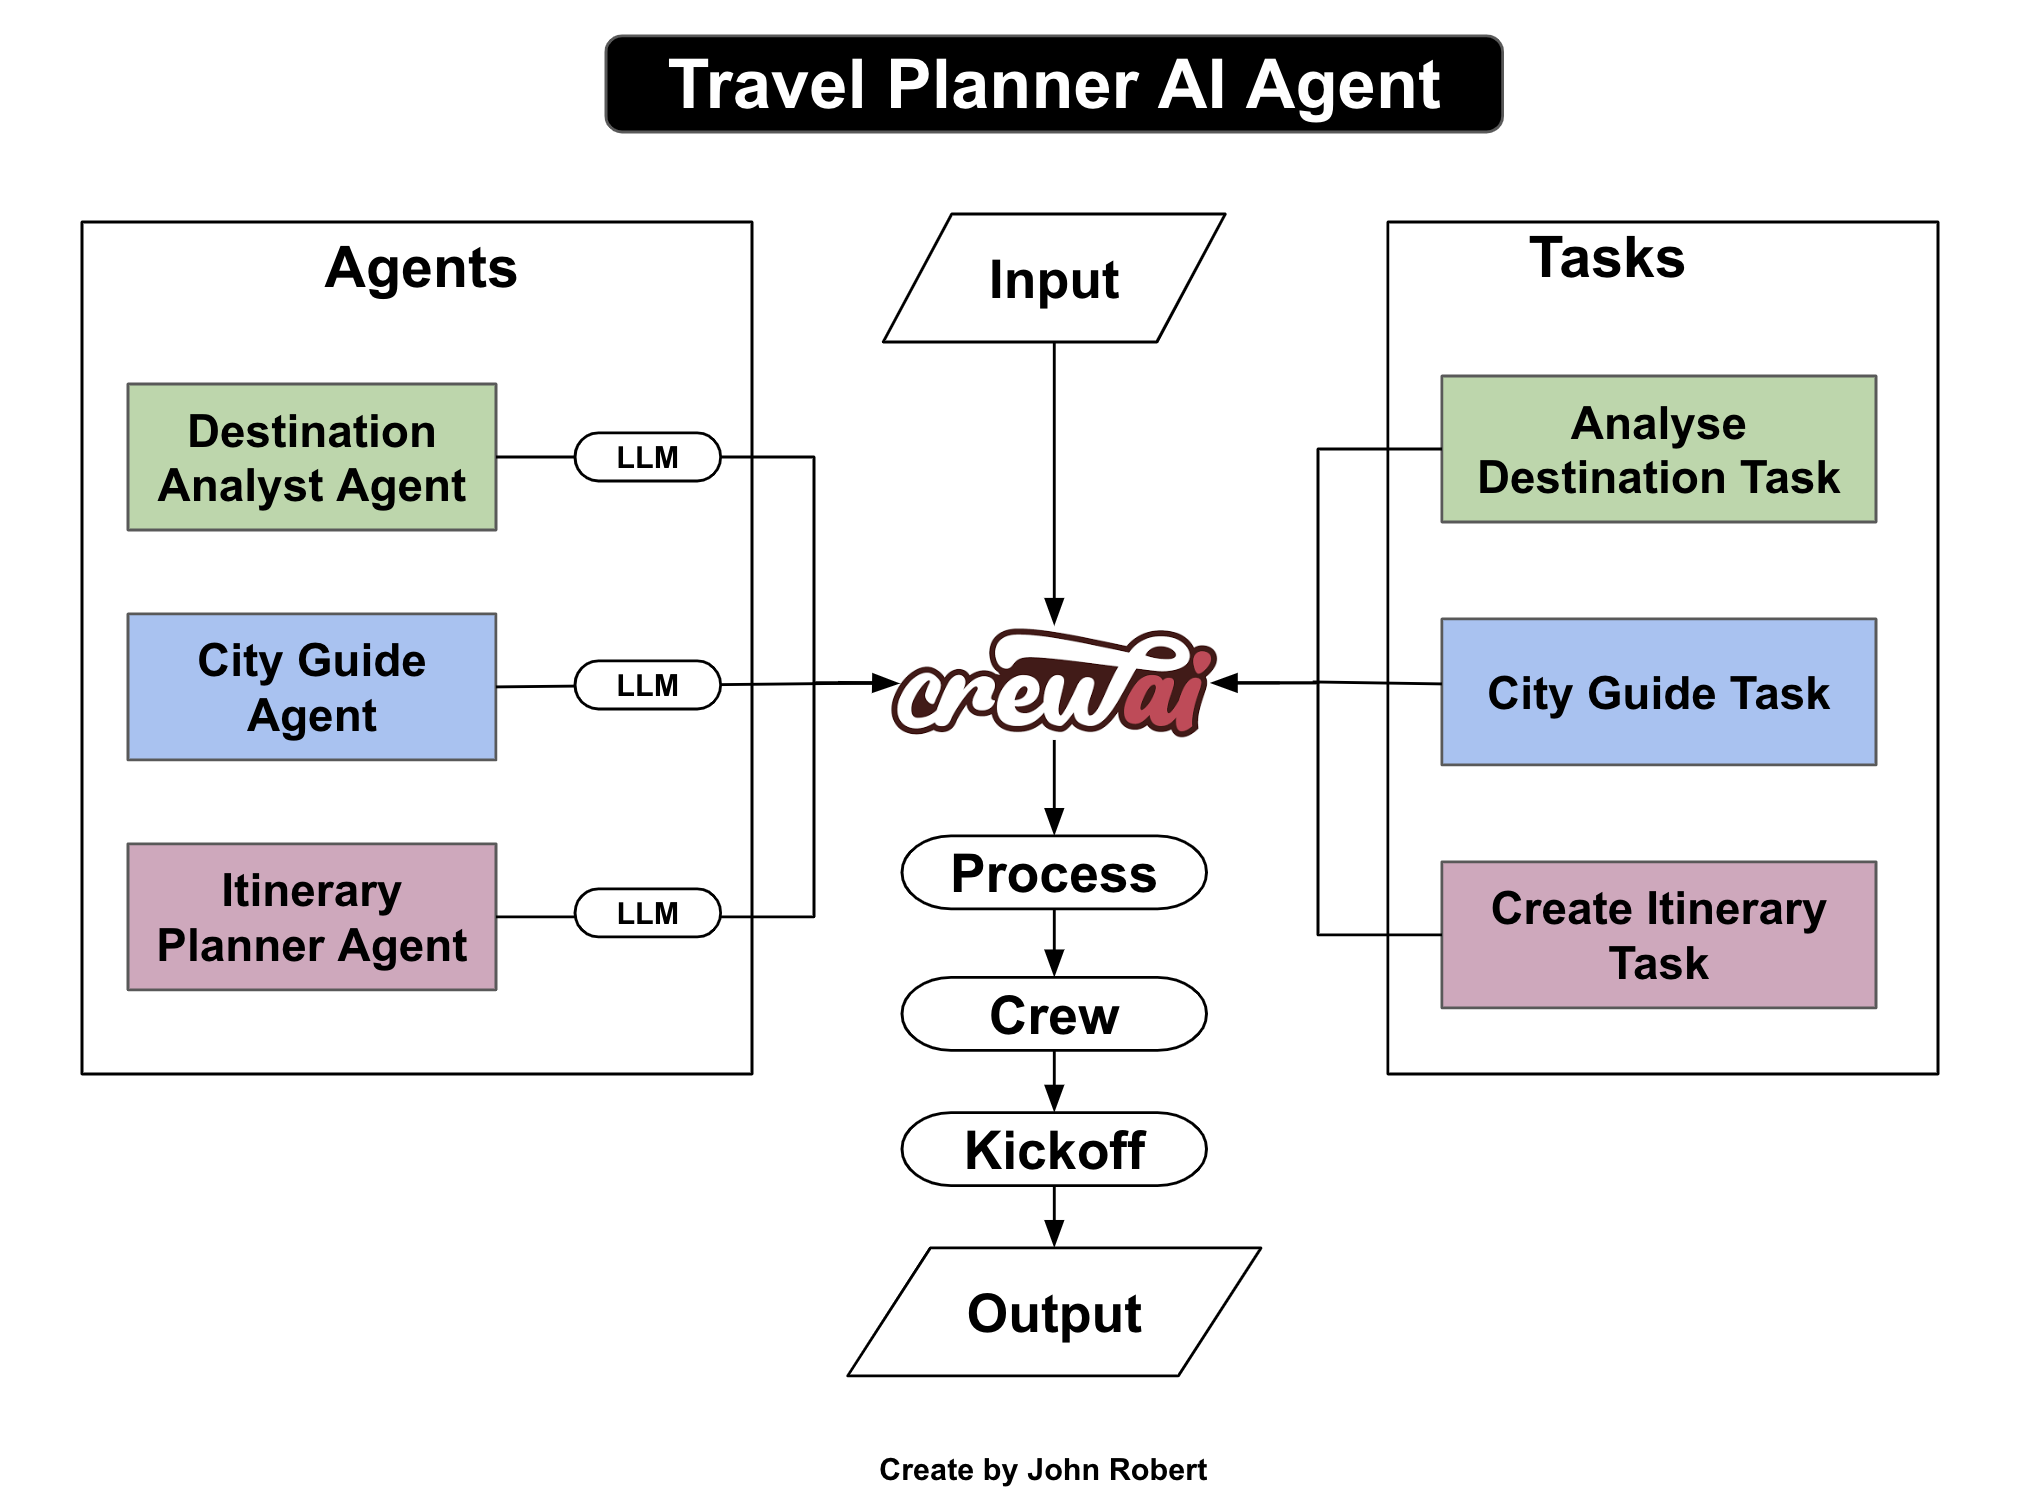 Travel Planner AI Agent
Agents
Destination
Analyst Agent
LLM
City Guide
Agent
LLM
Itinerary
Planner Agent
LLM
Input
crewai
Process
Crew
Kickoff
Output
Tasks
Analyse
Destination Task
City Guide Task
Create Itinerary
Task
Create by John Robert